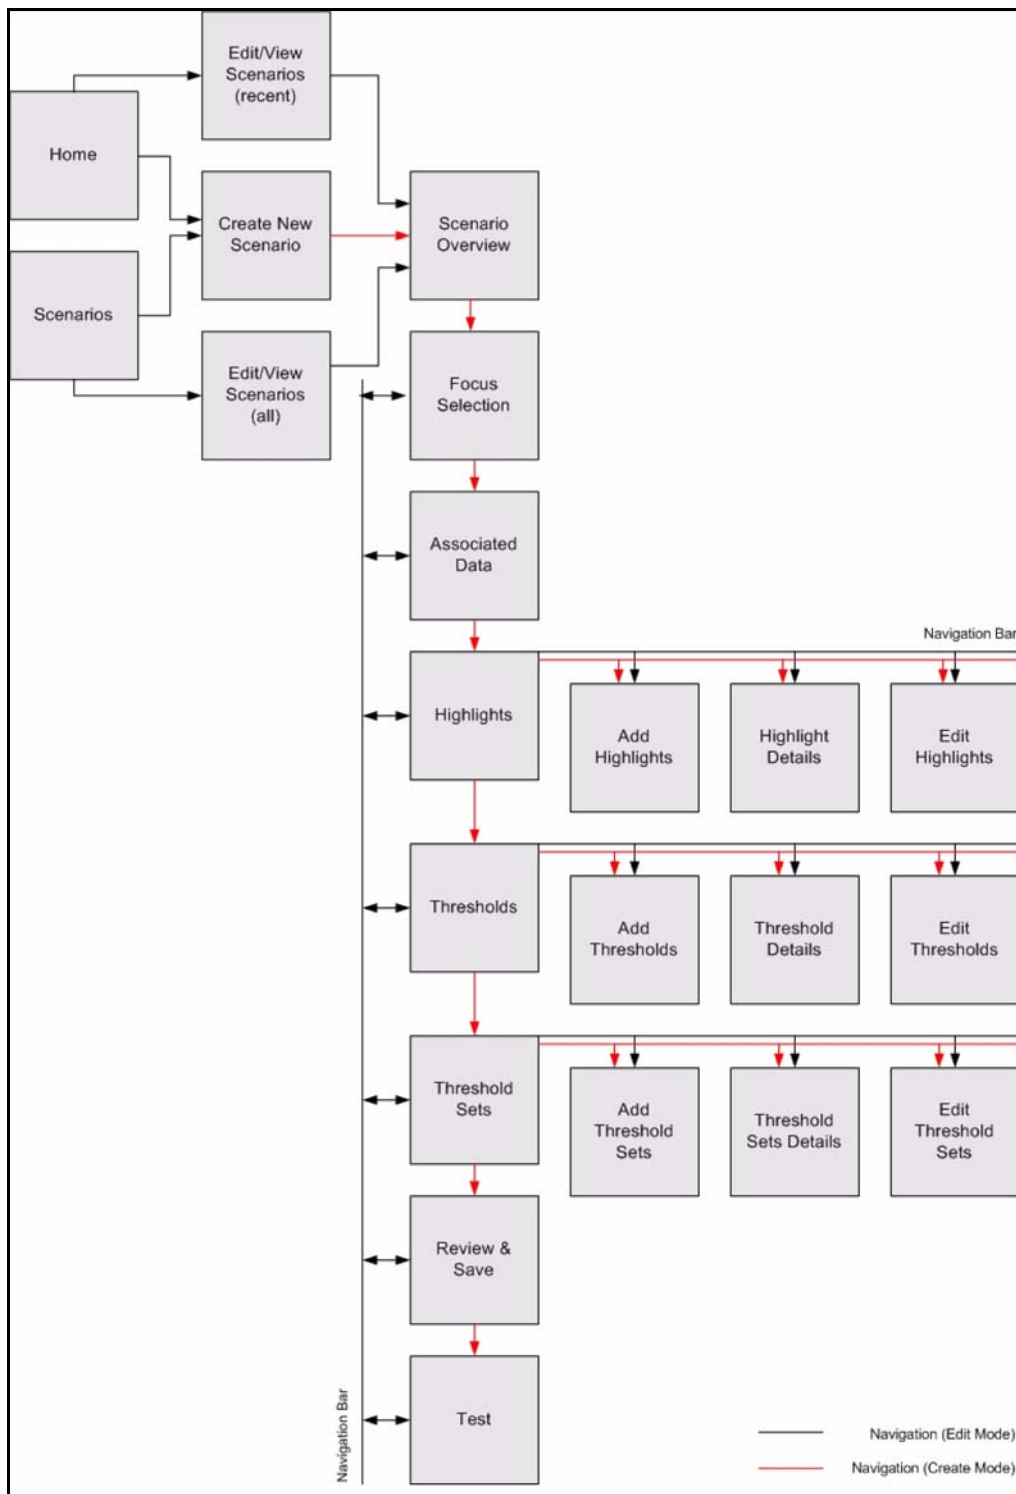 Edit/View
Scenarios
(recent)
Home
Create New
Scenario
Scenario
Overview
Scenarios
Edit/View
Scenarios
(all)
Focus
Selection
Associated
Data
Navigation Bar
Highlights
Add
Highlights
Highlight
Details
Edit
Highlights
Thresholds
Add
Thresholds
Threshold
Details
Edit
Thresholds
Threshold
Sets
Add
Threshold
Sets
Threshold
Sets Details
Edit
Threshold
Sets
Review &
Save
Navigation Bar
Test
Navigation (Edit Mode)
Navigation (Create Mode)